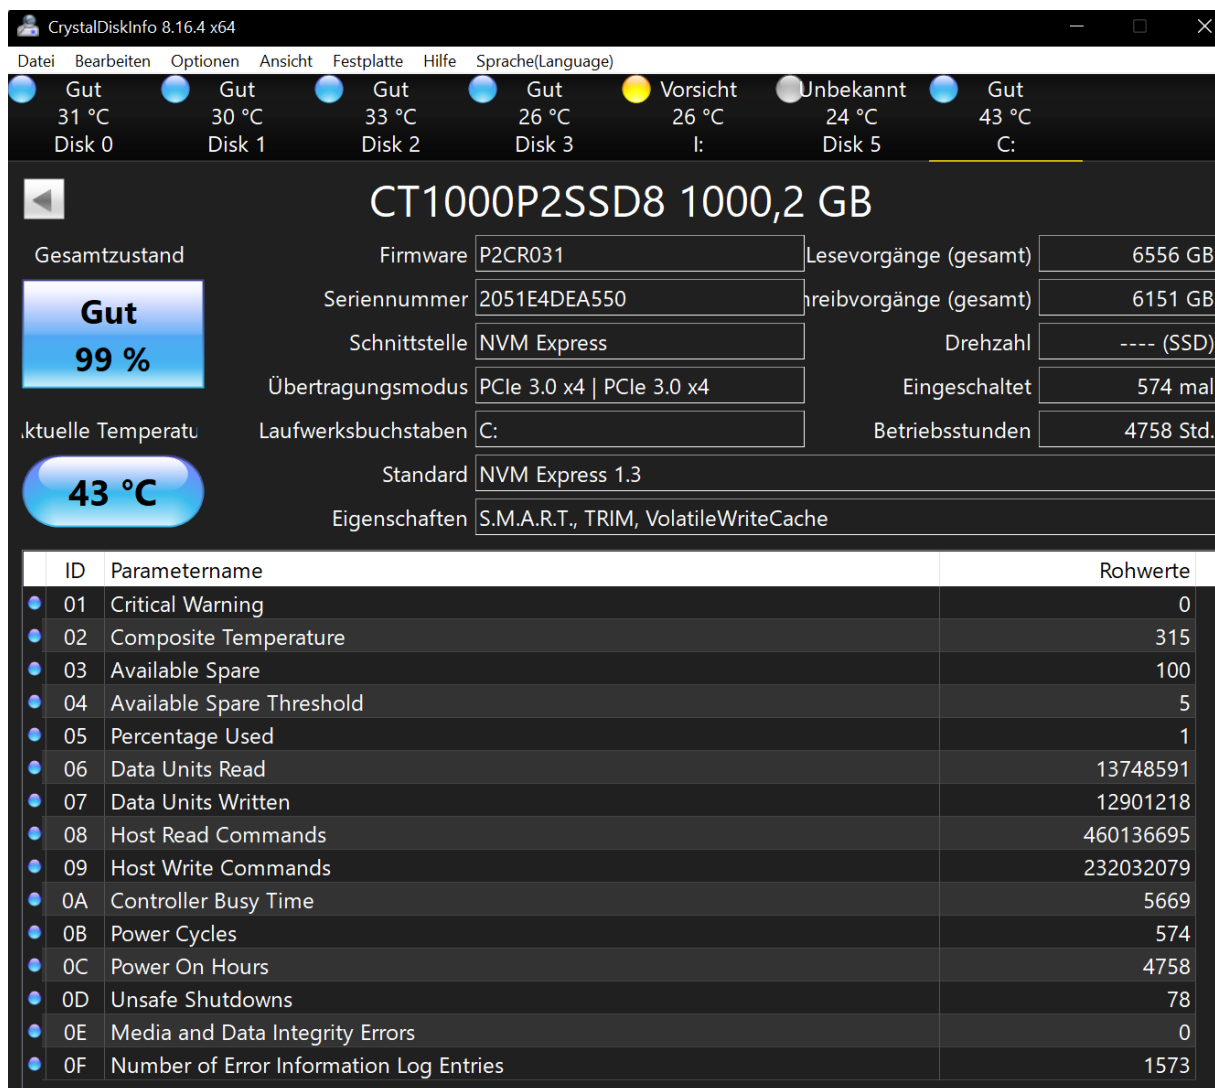 CrystalDiskInfo 8.16.4 x64
Datei Bearbeiten Optionen Ansicht Festplatte Hilfe Sprache(Language)
Gut Gut Gut Gut Vorsicht Unbekannt Gut
31 °C 30 °C 33 °C 26 °C 26 °C 24 °C 43 °C
Disk 0 Disk 1 Disk 2 Disk 3 I: Disk 5 C:
CT1000P2SSD8 1000,2 GB
Gesamtzustand
Gut
99 %
ktuelle Temperatu
43 °C
Firmware P2CR031
Seriennummer 2051E4DEA550
Schnittstelle NVM Express
Übertragungsmodus PCIe 3.0 x4 | PCIe 3.0 x4
Laufwerksbuchstaben C:
Standard NVM Express 1.3
Eigenschaften S.M.A.R.T., TRIM, VolatileWriteCache
Lesevorgänge (gesamt) 6556 GB
reibvorgänge (gesamt) 6151 GB
Drehzahl ---- (SSD)
Eingeschaltet 574 mal
Betriebsstunden 4758 Std.
ID Parametername Rohwerte
01 Critical Warning 0
02 Composite Temperature 315
03 Available Spare 100
04 Available Spare Threshold 5
05 Percentage Used 1
06 Data Units Read 13748591
07 Data Units Written 12901218
08 Host Read Commands 460136695
09 Host Write Commands 232032079
0A Controller Busy Time 5669
0B Power Cycles 574
0C Power On Hours 4758
0D Unsafe Shutdowns 78
0E Media and Data Integrity Errors 0
0F Number of Error Information Log Entries 1573